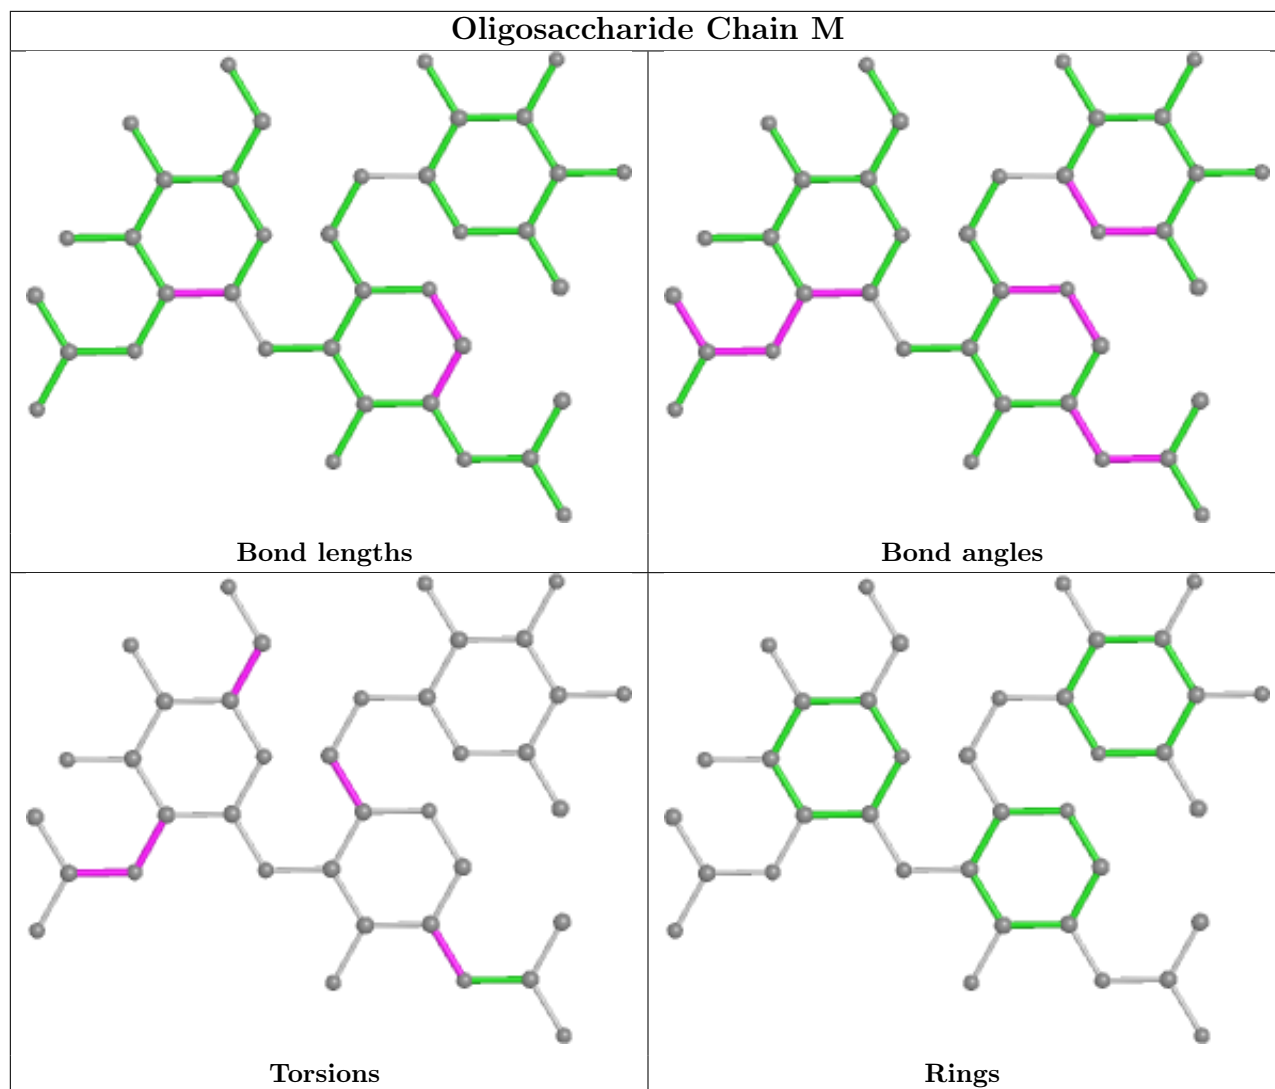 Oligosaccharide Chain M
Bond lengths
Bond angles
Torsions
Rings